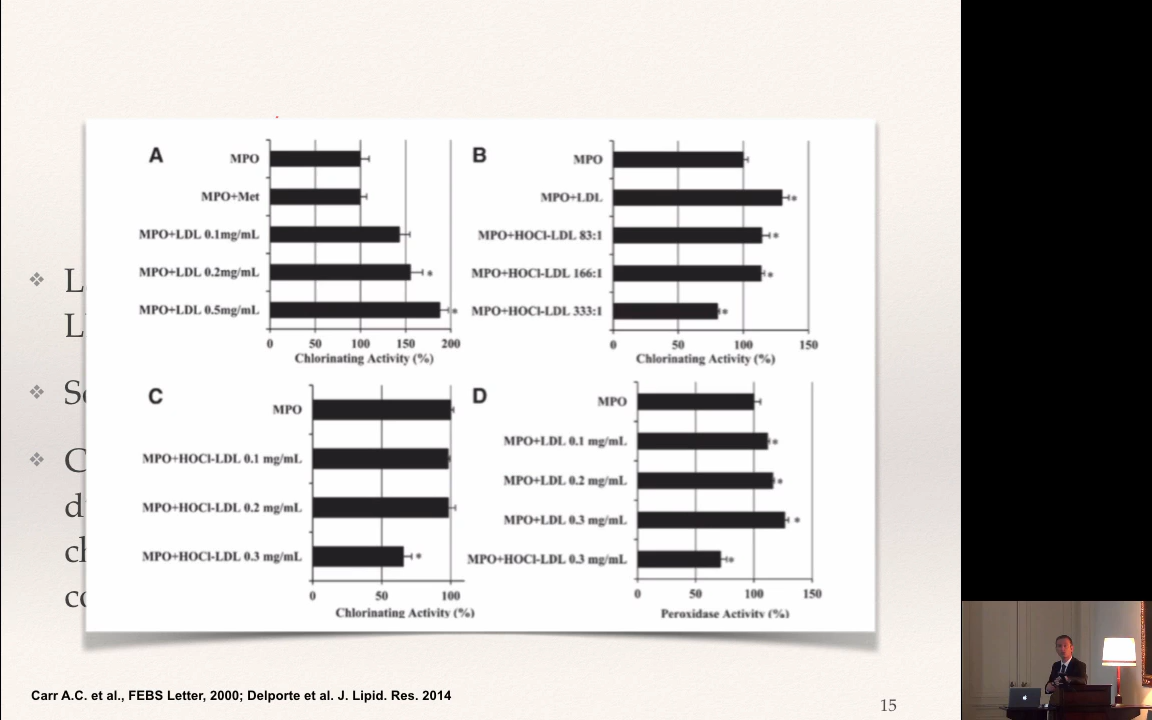 A
MPO
MPO+Met
MPO+LDL 0.1mg/mL
MPO+LDL 0.2mg/mL
MPO+LDL 0.5mg/mL
0 50 100 150 200
Chlorinating Activity (%)
B
MPO
MPO+LDL
MPO+HOCl-LDL 83:1
MPO+HOCl-LDL 166:1
MPO+HOCl-LDL 333:1
0 50 100 150
Chlorinating Activity (%)
C
MPO
MPO+HOCl-LDL 0.1 mg/mL
MPO+HOCl-LDL 0.2 mg/mL
MPO+HOCl-LDL 0.3 mg/mL
0 50 100
Chlorinating Activity (%)
D
MPO
MPO+LDL 0.1 mg/mL
MPO+LDL 0.2 mg/mL
MPO+LDL 0.3 mg/mL
MPO+HOCl-LDL 0.3 mg/mL
0 50 100 150
Peroxidase Activity (%)
Carr A.C. et al., FEBS Letter, 2000; Delporte et al. J. Lipid. Res. 2014
15